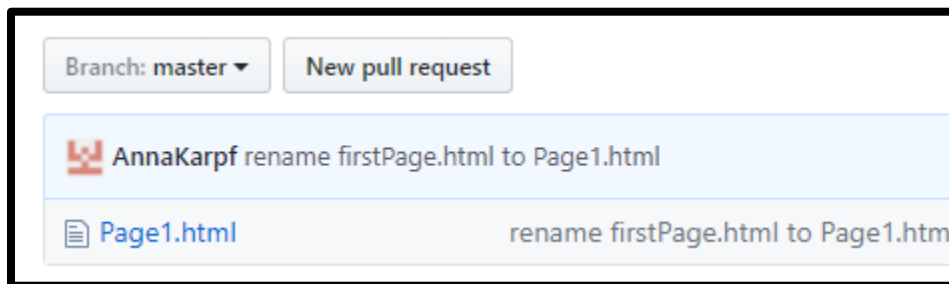 Branch: master New pull request
AnnaKarpf rename firstPage.html to Page1.html
Page1.html rename firstPage.html to Page1.htm